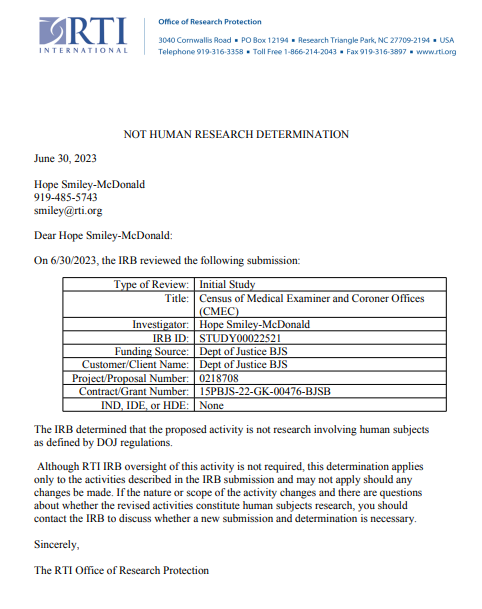 RTI
INTERNATIONAL
Office of Research Protection
3040 Cornwallis Road ■ PO Box 12194 ■ Research Triangle Park, NC 27709-2194 ■ USA
Telephone 919-316-3358 ■ Toll Free 1-866-214-2043 ■ Fax 919-316-3897 ■ www.rti.org
NOT HUMAN RESEARCH DETERMINATION
June 30, 2023
Hope Smiley-McDonald
919-485-5743
smiley@rti.org
Dear Hope Smiley-McDonald:
On 6/30/2023, the IRB reviewed the following submission:
Type of Review: Initial Study
Title: Census of Medical Examiner and Coroner Offices
(CMEC)
Investigator: Hope Smiley-McDonald
IRB ID: STUDY00022521
Funding Source: Dept of Justice BJS
Customer/Client Name: Dept of Justice BJS
Project/Proposal Number: 0218708
Contract/Grant Number: 15PBJS-22-GK-00476-BJSB
IND, IDE, or HDE: None
The IRB determined that the proposed activity is not research involving human subjects
as defined by DOJ regulations.
Although RTI IRB oversight of this activity is not required, this determination applies
only to the activities described in the IRB submission and may not apply should any
changes be made. If the nature or scope of the activity changes and there are questions
about whether the revised activities constitute human subjects research, you should
contact the IRB to discuss whether a new submission and determination is necessary.
Sincerely,
The RTI Office of Research Protection